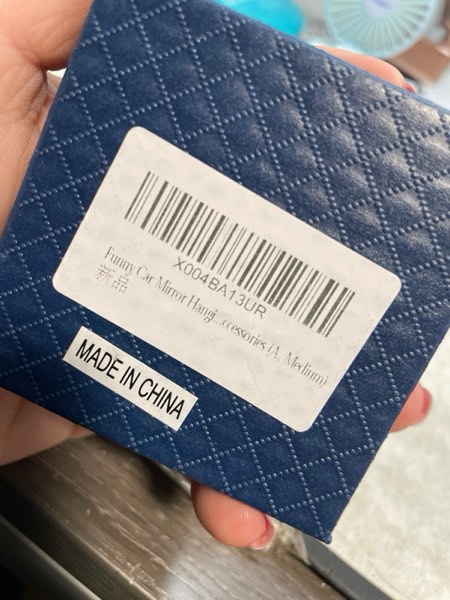 X004BA13UR
Funny Car Mirror Hangi...ccessories (A, Medium)
新品
MADE IN CHINA